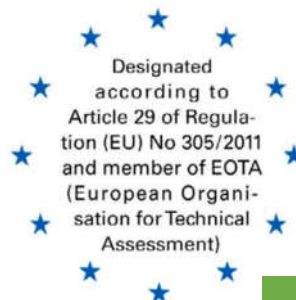 Designated
according to
Article 29 of Regula-
tion (EU) No 305/2011
and member of EOTA
(European Organi-
sation for Technical
Assessment)